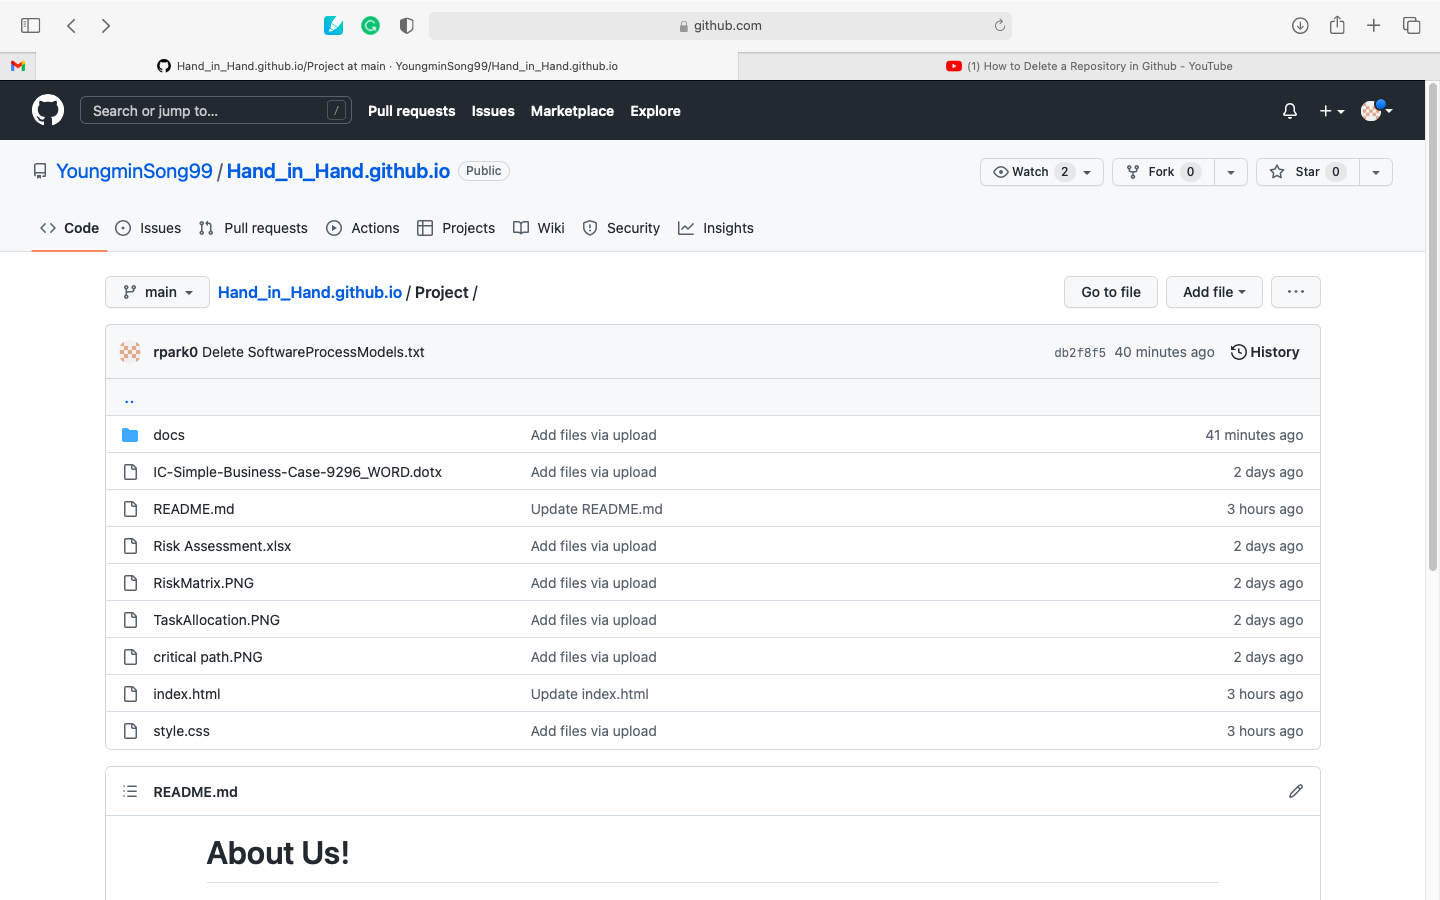 github.com
Hand_in_Hand.github.io/Project at main · YoungminSong99/Hand_in_Hand.github.io
(1) How to Delete a Repository in Github - YouTube
Search or jump to... /
Pull requests Issues Marketplace Explore
YoungminSong99 / Hand_in_Hand.github.io Public
Watch 2 Fork 0 Star 0
Code Issues Pull requests Actions Projects Wiki Security Insights
main Hand_in_Hand.github.io / Project / Go to file Add file ...
rpark0 Delete SoftwareProcessModels.txt db2f8f5 40 minutes ago History
..
docs Add files via upload 41 minutes ago
IC-Simple-Business-Case-9296_WORD.dotx Add files via upload 2 days ago
README.md Update README.md 3 hours ago
Risk Assessment.xlsx Add files via upload 2 days ago
RiskMatrix.PNG Add files via upload 2 days ago
TaskAllocation.PNG Add files via upload 2 days ago
critical path.PNG Add files via upload 2 days ago
index.html Update index.html 3 hours ago
style.css Add files via upload 3 hours ago
README.md
About Us!